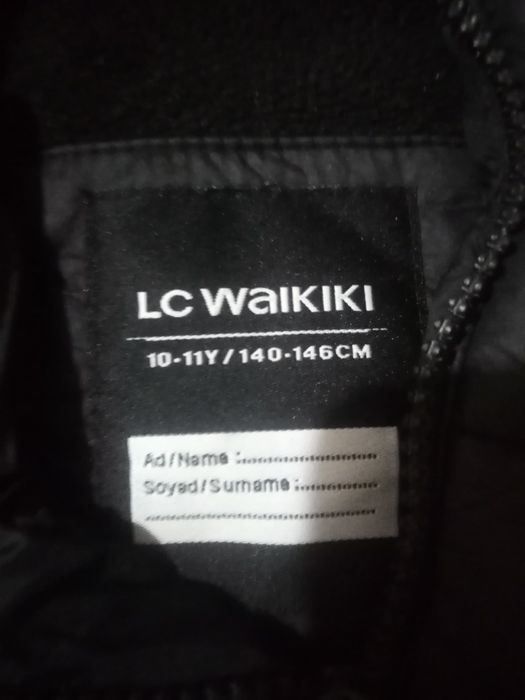 LC WaIKIKI
10-11Y/140-146CM
Ad/Name :....................
Soyad/Surname :............
....................................